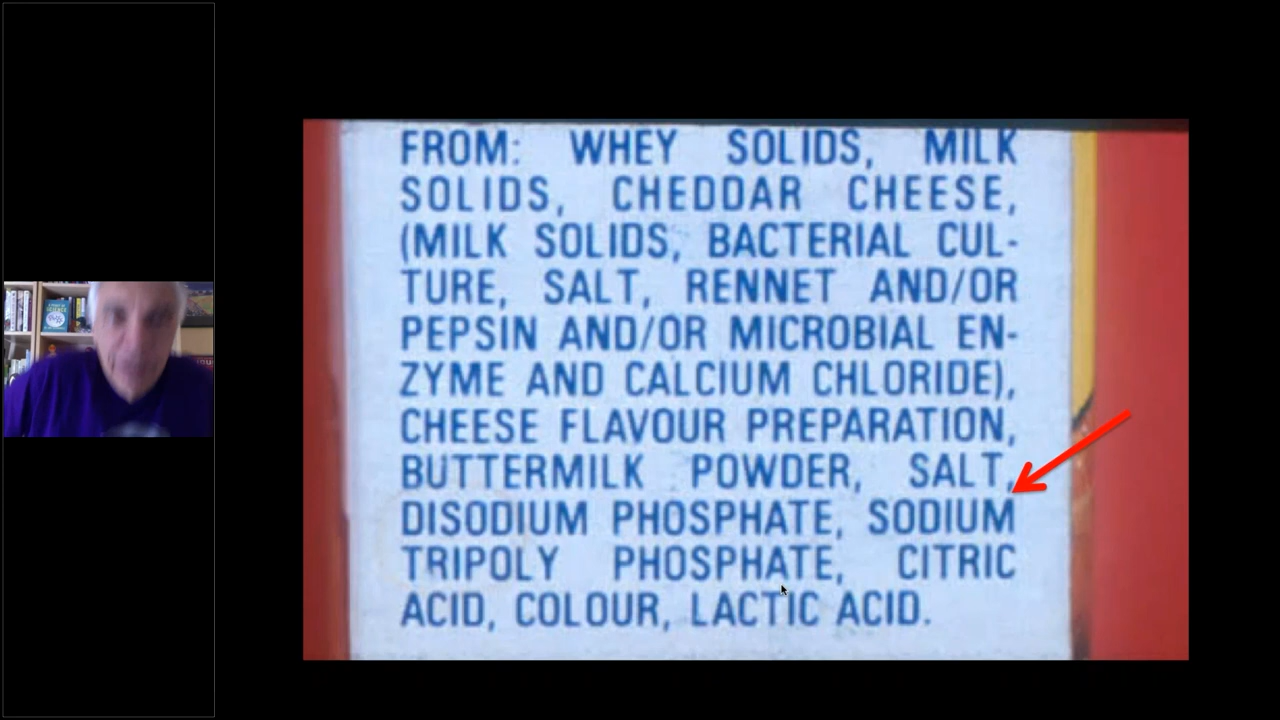 FROM: WHEY SOLIDS, MILK
SOLIDS, CHEDDAR CHEESE,
(MILK SOLIDS, BACTERIAL CUL-
TURE, SALT, RENNET AND/OR
PEPSIN AND/OR MICROBIAL EN-
ZYME AND CALCIUM CHLORIDE),
CHEESE FLAVOUR PREPARATION,
BUTTERMILK POWDER, SALT,
DISODIUM PHOSPHATE, SODIUM
TRIPOLY PHOSPHATE, CITRIC
ACID, COLOUR, LACTIC ACID.